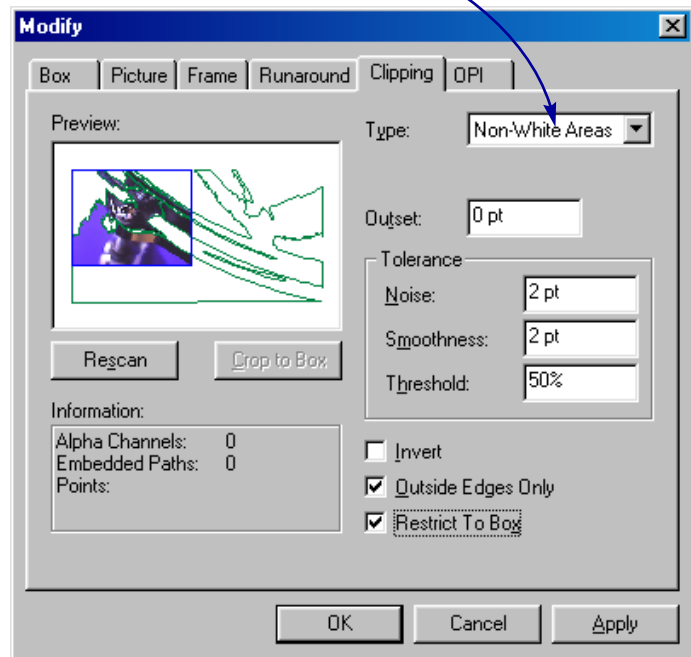 Modify
Box Picture Frame Runaround Clipping OPI
Preview:
Type: Non-White Areas
Outset: 0 pt
Tolerance
Noise: 2 pt
Smoothness: 2 pt
Threshold: 50%
Rescan Crop to Box
Information:
Alpha Channels: 0
Embedded Paths: 0
Points:
Invert
Outside Edges Only
Restrict To Box
OK Cancel Apply